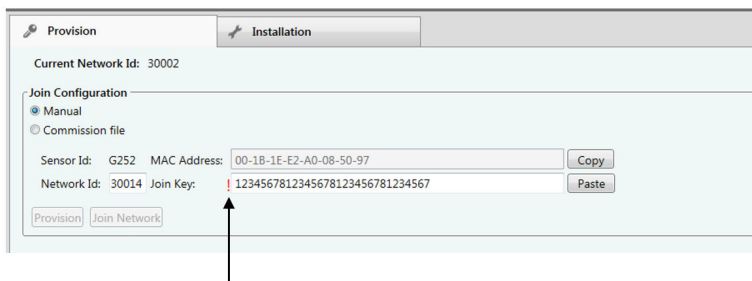 Provision Installation
Current Network Id: 30002
Join Configuration
Manual
Commission file
Sensor Id: G252 MAC Address: 00-1B-1E-E2-A0-08-50-97 Copy
Network Id: 30014 Join Key: ! 1234567812345678123456781234567 Paste
Provision Join Network